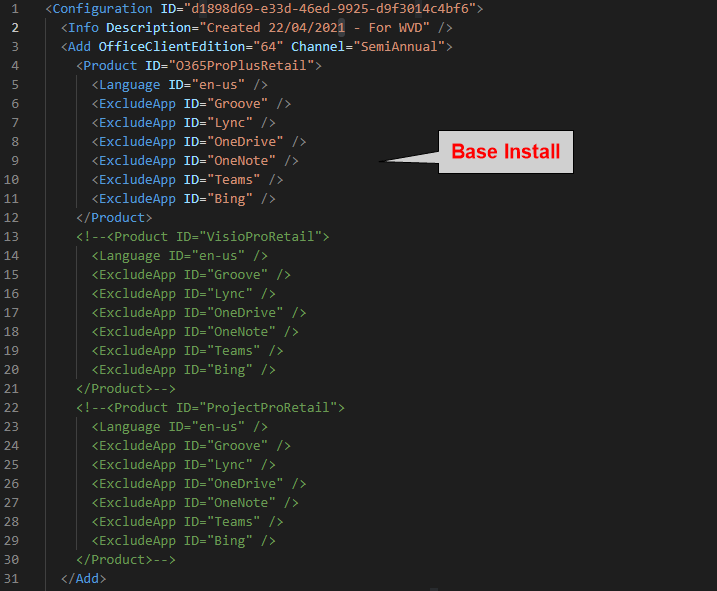 1 <Configuration ID="d1898d69-e33d-46ed-9925-d9f3014c4bf6">
2 <Info Description="Created 22/04/2021 - For WVD" />
3 <Add OfficeClientEdition="64" Channel="SemiAnnual">
4 <Product ID="O365ProPlusRetail">
5 <Language ID="en-us" />
6 <ExcludeApp ID="Groove" />
7 <ExcludeApp ID="Lync" />
8 <ExcludeApp ID="OneDrive" />
9 <ExcludeApp ID="OneNote" />
Base Install
10 <ExcludeApp ID="Teams" />
11 <ExcludeApp ID="Bing" />
12 </Product>
13 <!--<Product ID="VisioProRetail">
14 <Language ID="en-us" />
15 <ExcludeApp ID="Groove" />
16 <ExcludeApp ID="Lync" />
17 <ExcludeApp ID="OneDrive" />
18 <ExcludeApp ID="OneNote" />
19 <ExcludeApp ID="Teams" />
20 <ExcludeApp ID="Bing" />
21 </Product>-->
22 <!--<Product ID="ProjectProRetail">
23 <Language ID="en-us" />
24 <ExcludeApp ID="Groove" />
25 <ExcludeApp ID="Lync" />
26 <ExcludeApp ID="OneDrive" />
27 <ExcludeApp ID="OneNote" />
28 <ExcludeApp ID="Teams" />
29 <ExcludeApp ID="Bing" />
30 </Product>-->
31 </Add>